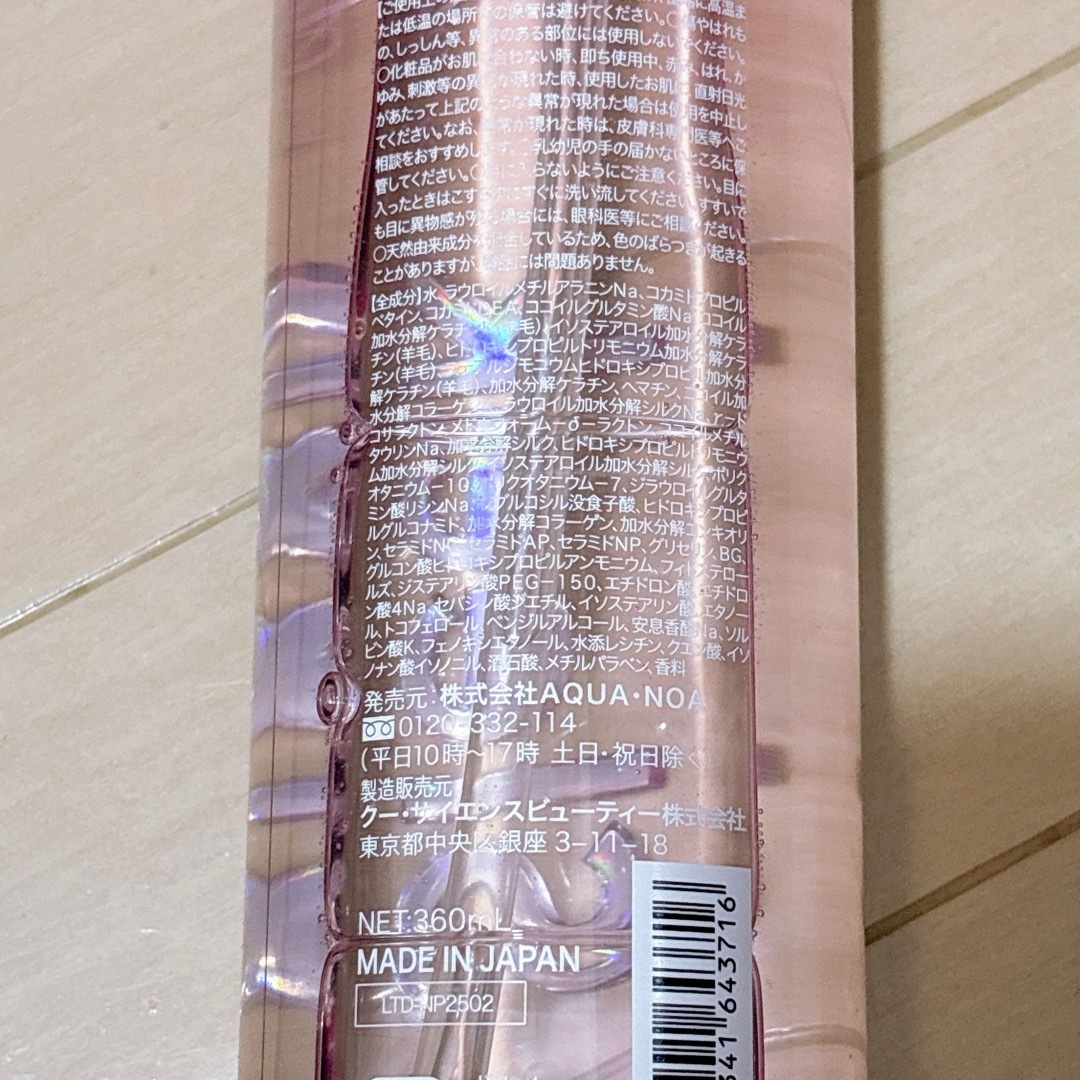 たは低温の場所での保管は避けてください。〇傷やはれも
の、しっしん等、異常のある部位には使用しないでください。
〇化粧品がお肌に合わない時、即ち使用中、赤み、はれ、か
ゆみ、刺激等の異常が現れた時、使用したお肌に、直射日光
があたって上記のような異常が現れた場合は使用を中止し
てください。なお、異常が現れた時は、皮膚科専門医等へご
相談をおすすめします。〇乳幼児の手の届かないところに保
管してください。〇目に入らないようにご注意ください。目に
入ったときはこすらずにすぐに洗い流してください。すすいで
も目に異物感が残る場合には、眼科医等にご相談ください。
〇天然由来成分を配合しているため、色のばらつきが起きる
ことがありますが、製品には問題ありません。
【全成分】水、ラウロイルメチルアラニンNa、コカミドプロピル
ベタイン、コカミドDEA、ココイルグルタミン酸Na、ココイル
加水分解ケラチン(羊毛)、イソステアロイル加水分解ケラ
チン(羊毛)、ヒドロキシプロピルトリモニウム加水分解ケラ
チン(羊毛)、ジモニウムヒドロキシプロピル加水分
解ケラチン(羊毛)、加水分解ケラチン、ヘマチン、ココイル加
水分解コラーゲン、ラウロイル加水分解シルクNa、γ-ド
コサラクトン、メドウフォーム-δ-ラクトン、ココイルメチル
タウリンNa、加水分解シルク、ヒドロキシプロピルトリモニウ
ム加水分解シルク、イソステアロイル加水分解シルク、ポリク
オタニウム-10、ポリクオタニウム-7、ジラウロイルグルタ
ミン酸リシンNa、グルコシル没食子酸、ヒドロキシプロピ
ルグルコナミド、加水分解コラーゲン、加水分解コンキオリ
ン、セラミドNG、セラミドAP、セラミドNP、グリセリン、BG、
グルコン酸ヒドロキシプロピルアンモニウム、フィトステロー
ルズ、ジステアリン酸PEG-150、エチドロン酸、エチドロ
ン酸4Na、セバシン酸ジエチル、イソステアリン酸、エタノー
ル、トコフェロール、ベンジルアルコール、安息香酸Na、ソル
ビン酸K、フェノキシエタノール、水添レシチン、クエン酸、イソ
ノナン酸イソノニル、酒石酸、メチルパラベン、香料
発売元：株式会社AQUA・NOA
0120-332-114
(平日10時〜17時 土日・祝日除く)
製造販売元
クー・サイエンスビューティー株式会社
東京都中央区銀座 3-11-18
NET:360mL
MADE IN JAPAN
LTD-NP2502
341 643716